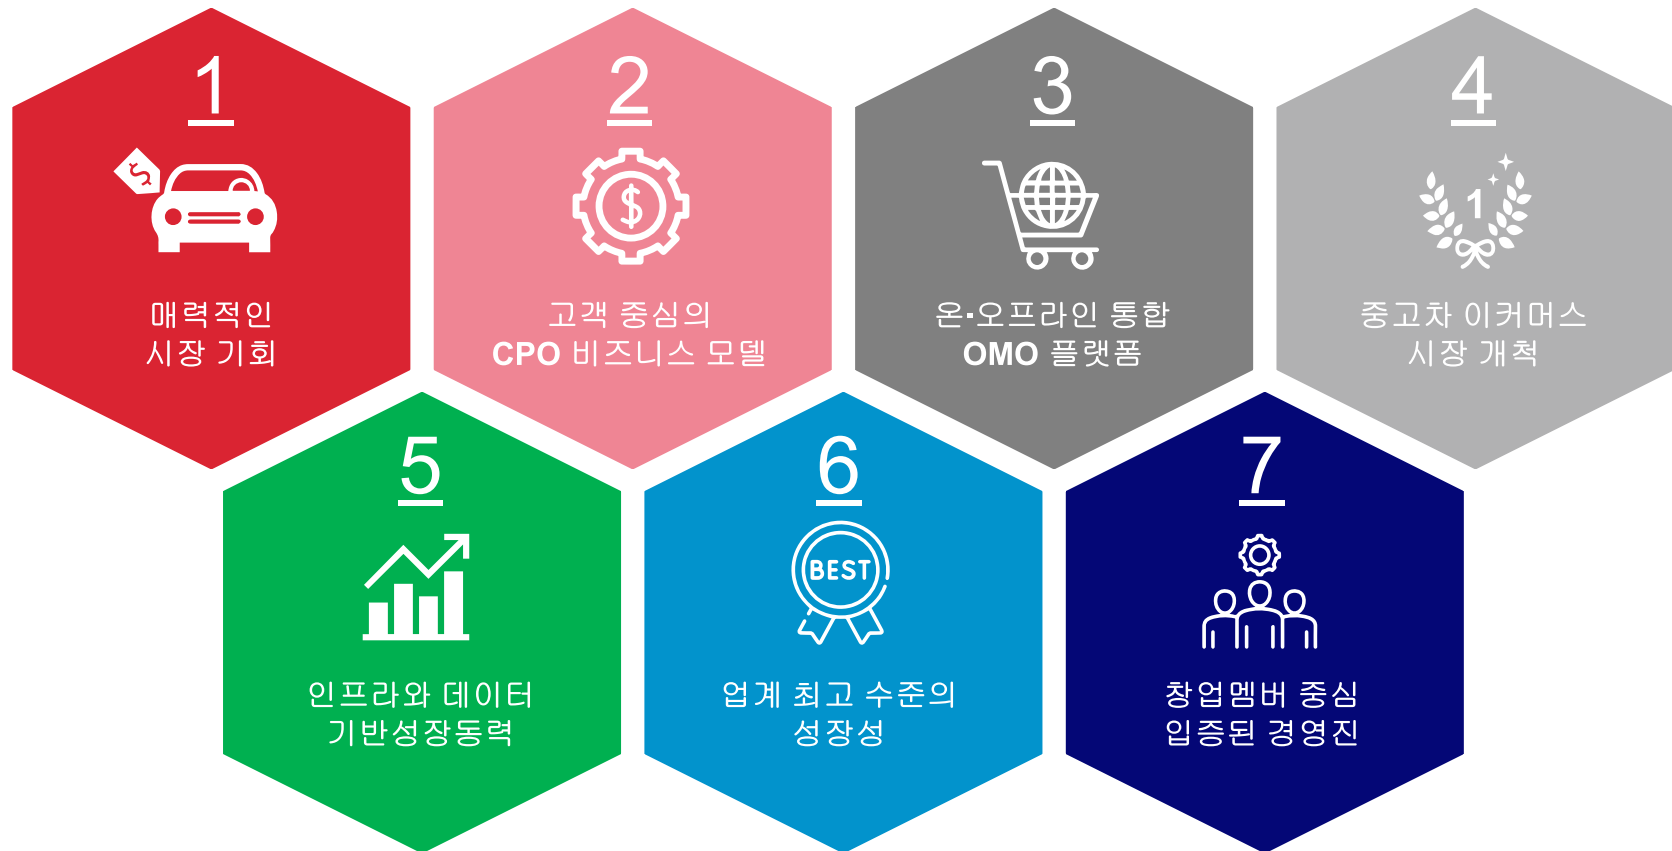 1
$
매력적인
시장 기회
2
$
고객 중심의
CPO 비즈니스 모델
3
온·오프라인 통합
OMO 플랫폼
4
1
중고차 이커머스
시장 개척
5
인프라와 데이터
기반성장동력
6
BEST
업계 최고 수준의
성장성
7
창업멤버 중심
입증된 경영진